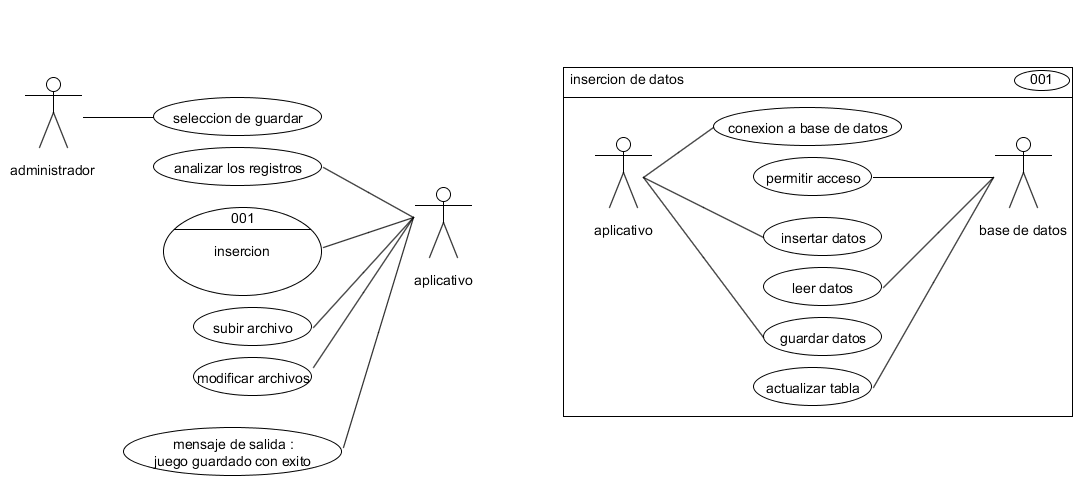 administrador
seleccion de guardar
analizar los registros
001
insercion
subir archivo
modificar archivos
mensaje de salida :
juego guardado con exito
aplicativo
insercion de datos
001
conexion a base de datos
permitir acceso
insertar datos
leer datos
guardar datos
actualizar tabla
aplicativo
base de datos